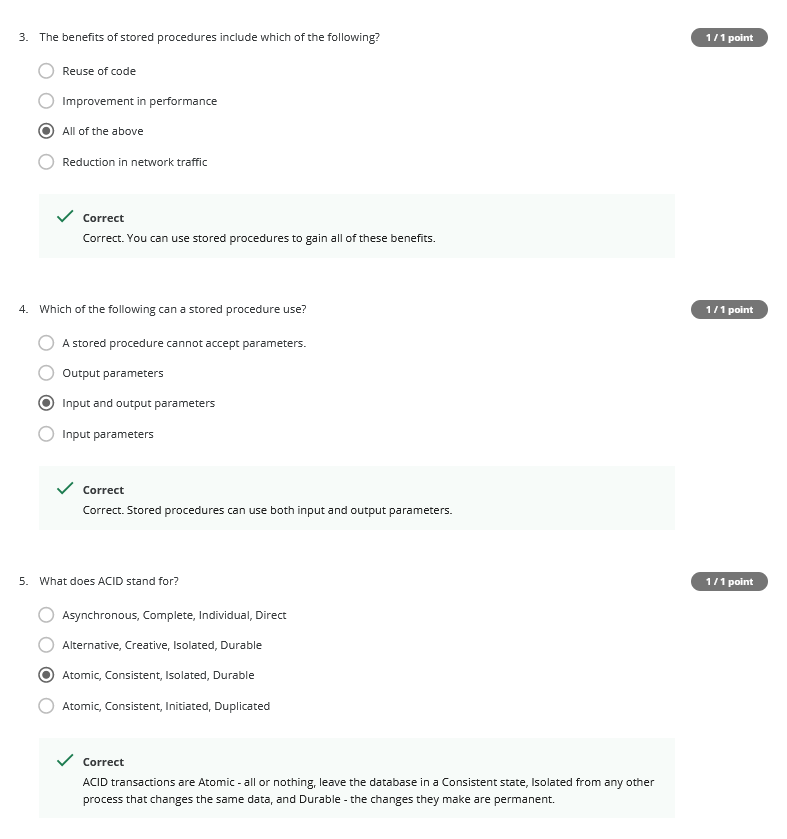 3. The benefits of stored procedures include which of the following?
1 / 1 point
Reuse of code
Improvement in performance
All of the above
Reduction in network traffic
Correct
Correct. You can use stored procedures to gain all of these benefits.
4. Which of the following can a stored procedure use?
1 / 1 point
A stored procedure cannot accept parameters.
Output parameters
Input and output parameters
Input parameters
Correct
Correct. Stored procedures can use both input and output parameters.
5. What does ACID stand for?
1 / 1 point
Asynchronous, Complete, Individual, Direct
Alternative, Creative, Isolated, Durable
Atomic, Consistent, Isolated, Durable
Atomic, Consistent, Initiated, Duplicated
Correct
ACID transactions are Atomic - all or nothing, leave the database in a Consistent state, Isolated from any other
process that changes the same data, and Durable - the changes they make are permanent.